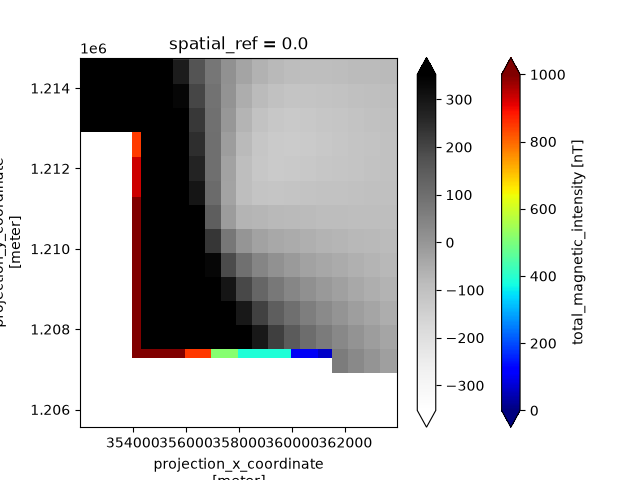 spatial_ref = 0.0
1e6
1.214
1.212
1.210
1.208
1.206
354000356000358000360000362000
projection_x_coordinate
[meter]
projection_y_coordinate
[meter]
300
200
100
0
−100
−200
−300
1000
800
600
400
200
0
total_magnetic_intensity [nT]